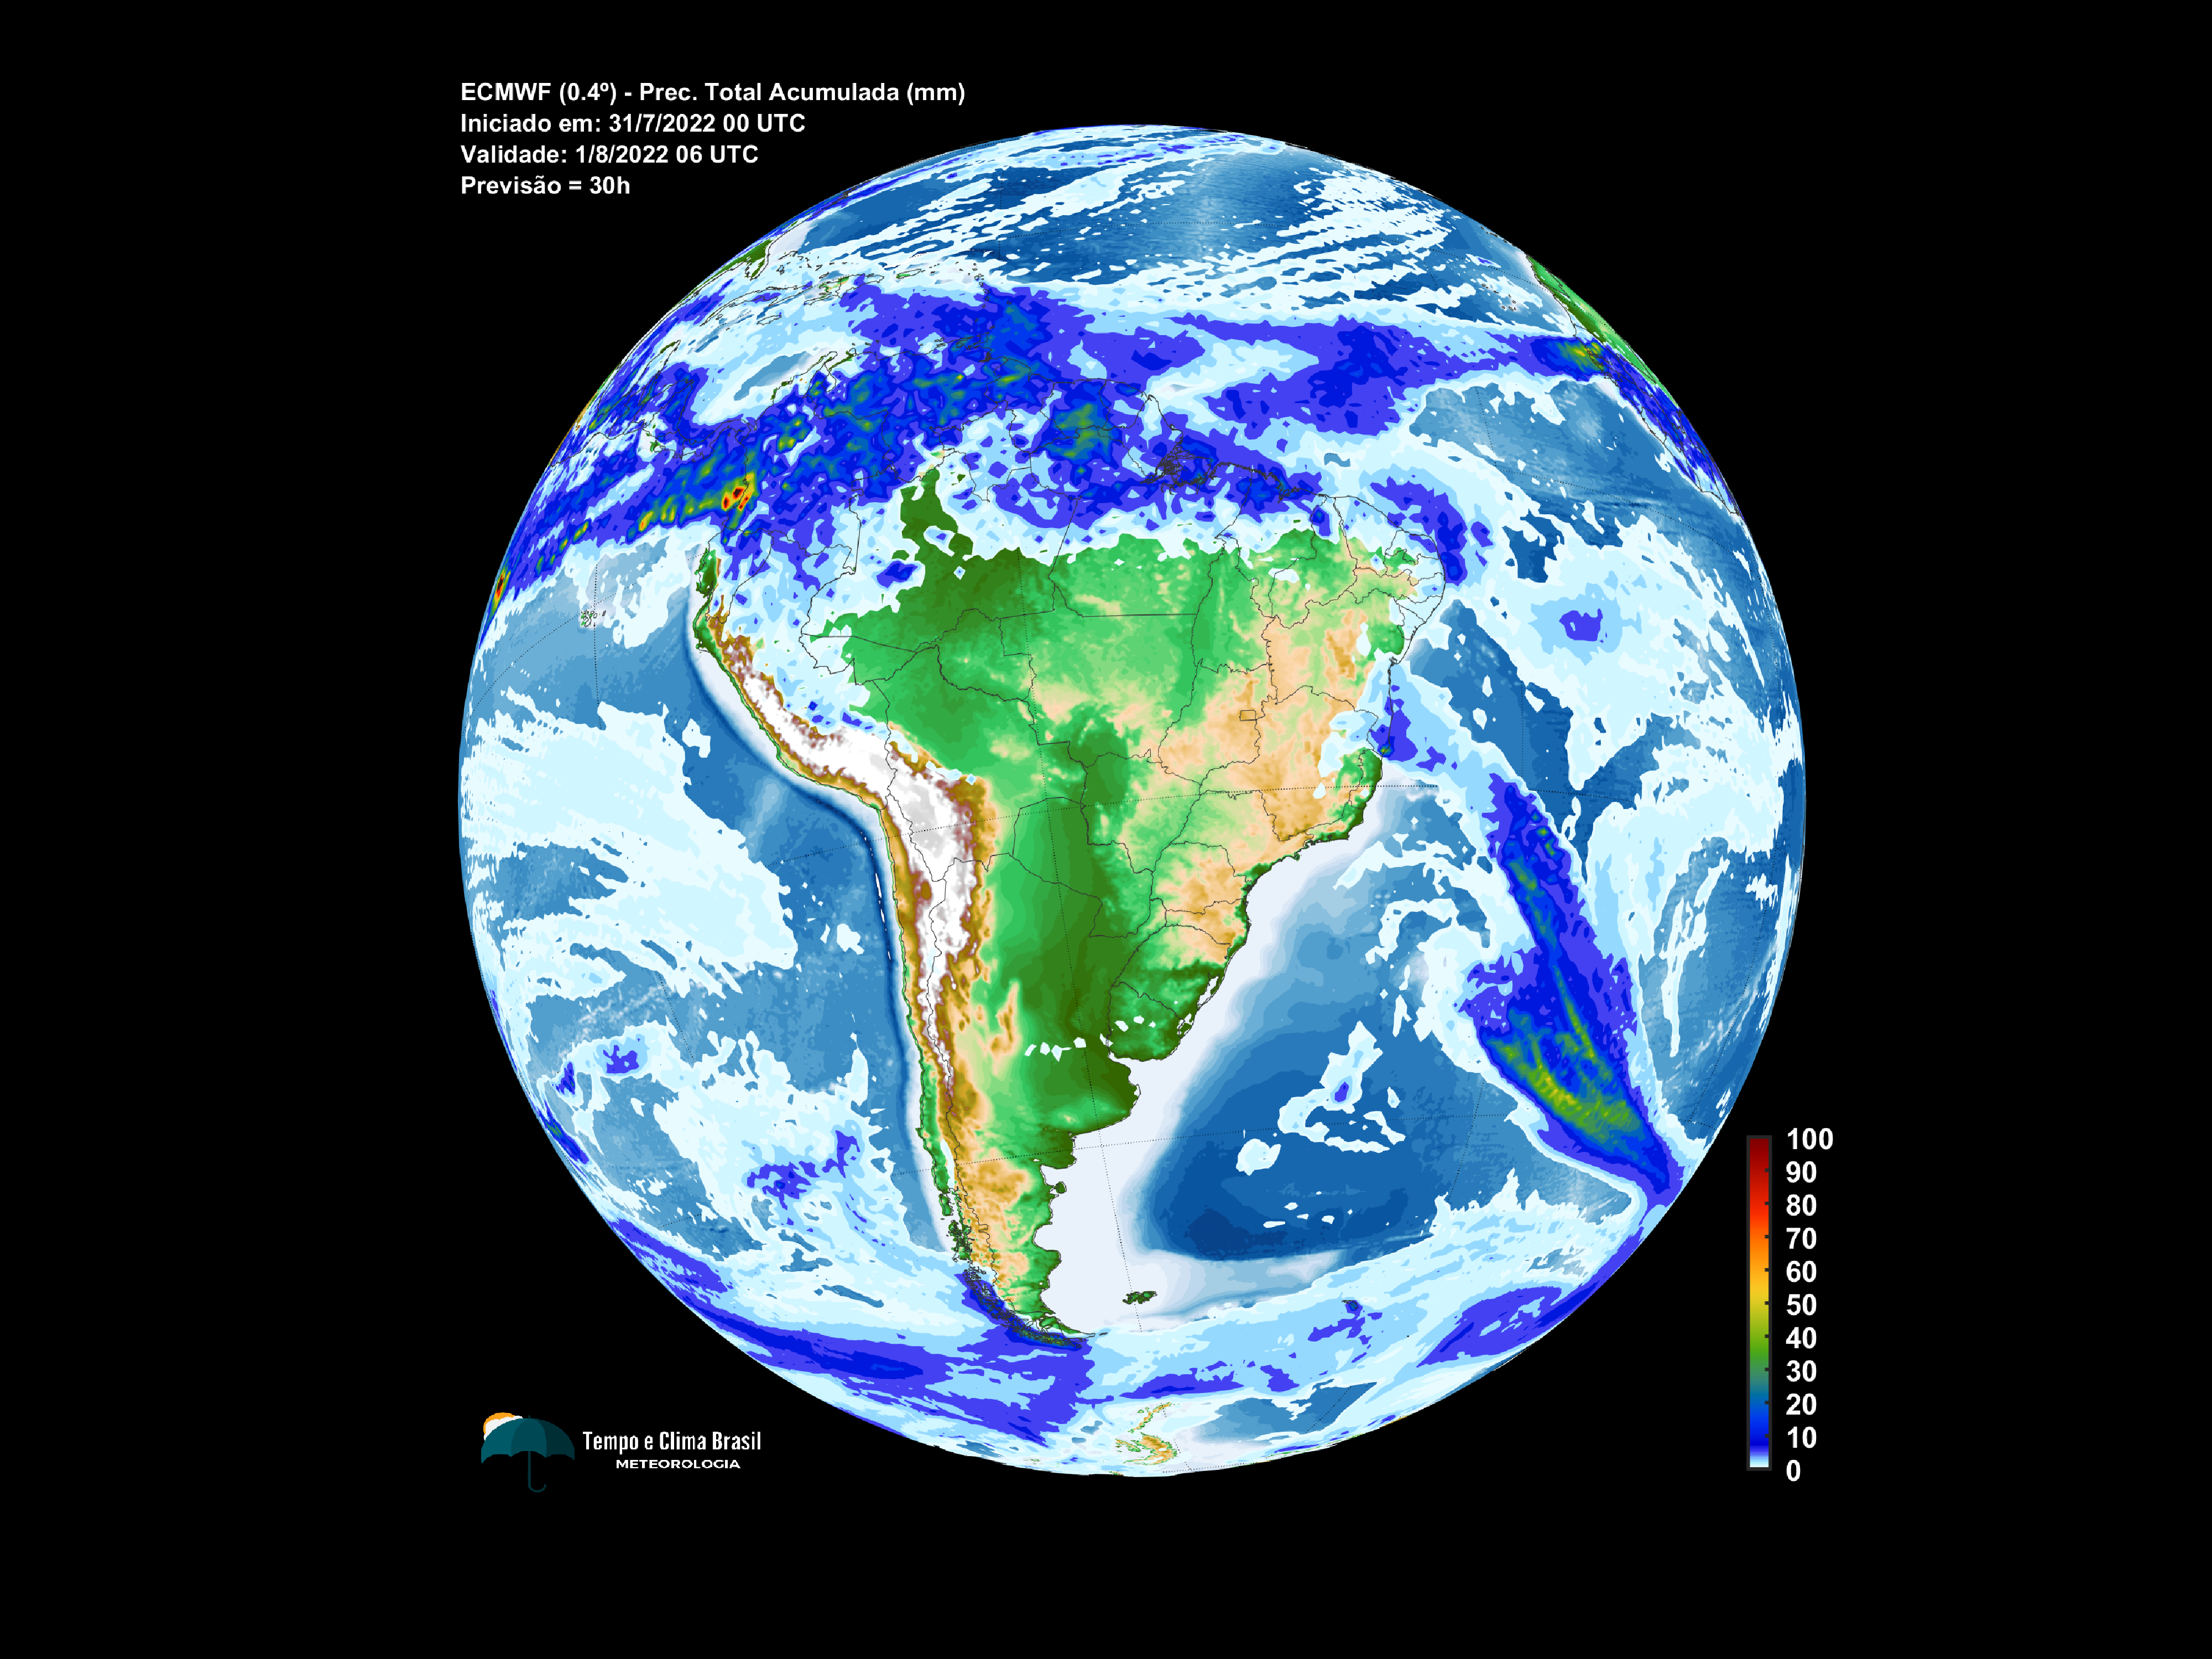 ECMWF (0.4º) - Prec. Total Acumulada (mm)
Iniciado em: 31/7/2022 00 UTC
Validade: 1/8/2022 06 UTC
Previsão = 30h
100
90
80
70
60
50
40
30
20
10
0
Tempo e Clima Brasil
METEOROLOGIA